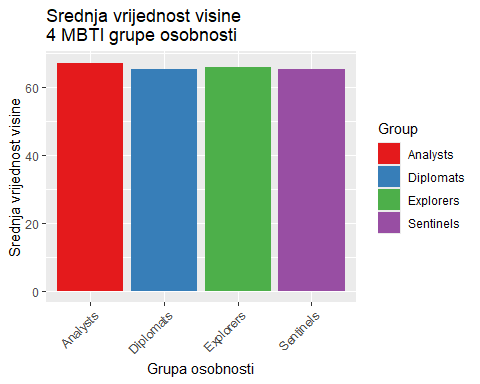 Srednja vrijednost visine
4 MBTI grupe osobnosti
Srednja vrijednost visine
60
40
20
0
Analysts
Diplomats
Explorers
Sentinels
Grupa osobnosti
Group
Analysts
Diplomats
Explorers
Sentinels